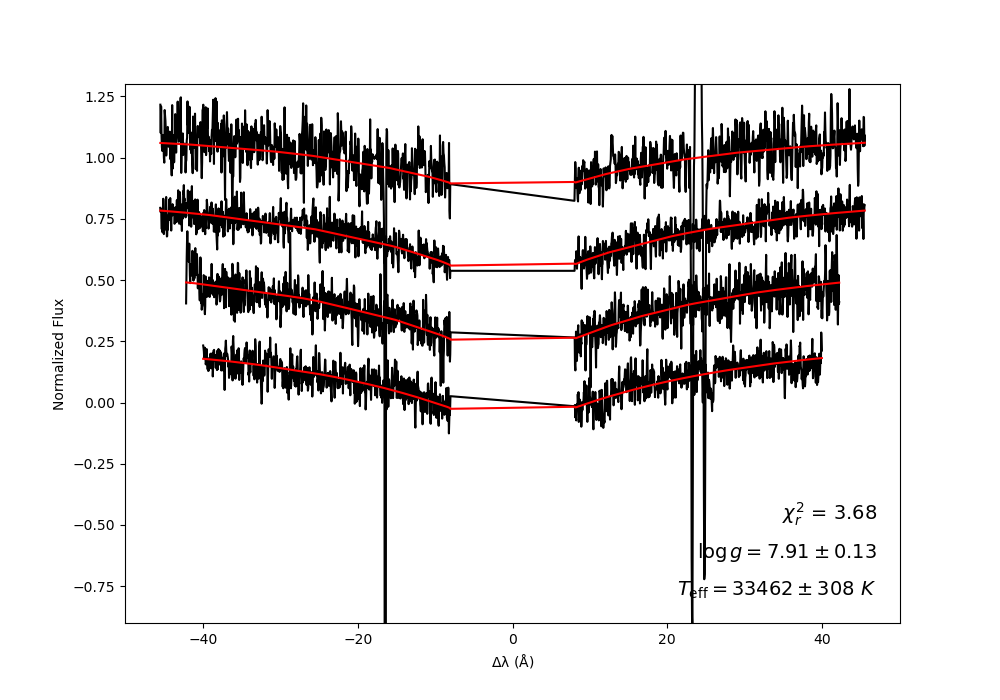 1.25
1.00
0.75
0.50
0.25
0.00
−0.25
−0.50
−0.75
Normalized Flux
χ²ᵣ = 3.68
log g = 7.91 ± 0.13
T_eff = 33462 ± 308 K
−40 −20 0 20 40
Δλ (Å)